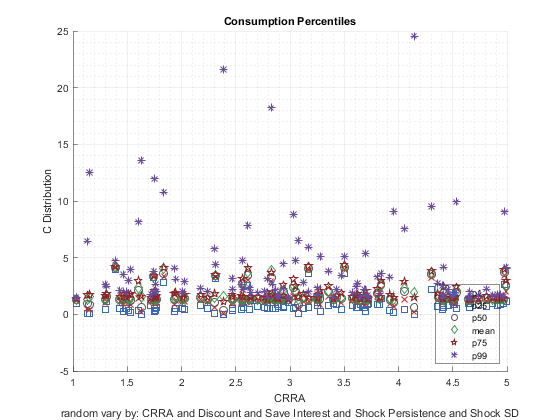 Consumption Percentiles
25
20
15
10
5
0
-5
C Distribution
1
1.5
2
2.5
3
3.5
4
4.5
5
CRRA
p50
mean
p75
p99
random vary by: CRRA and Discount and Save Interest and Shock Persistence and Shock SD